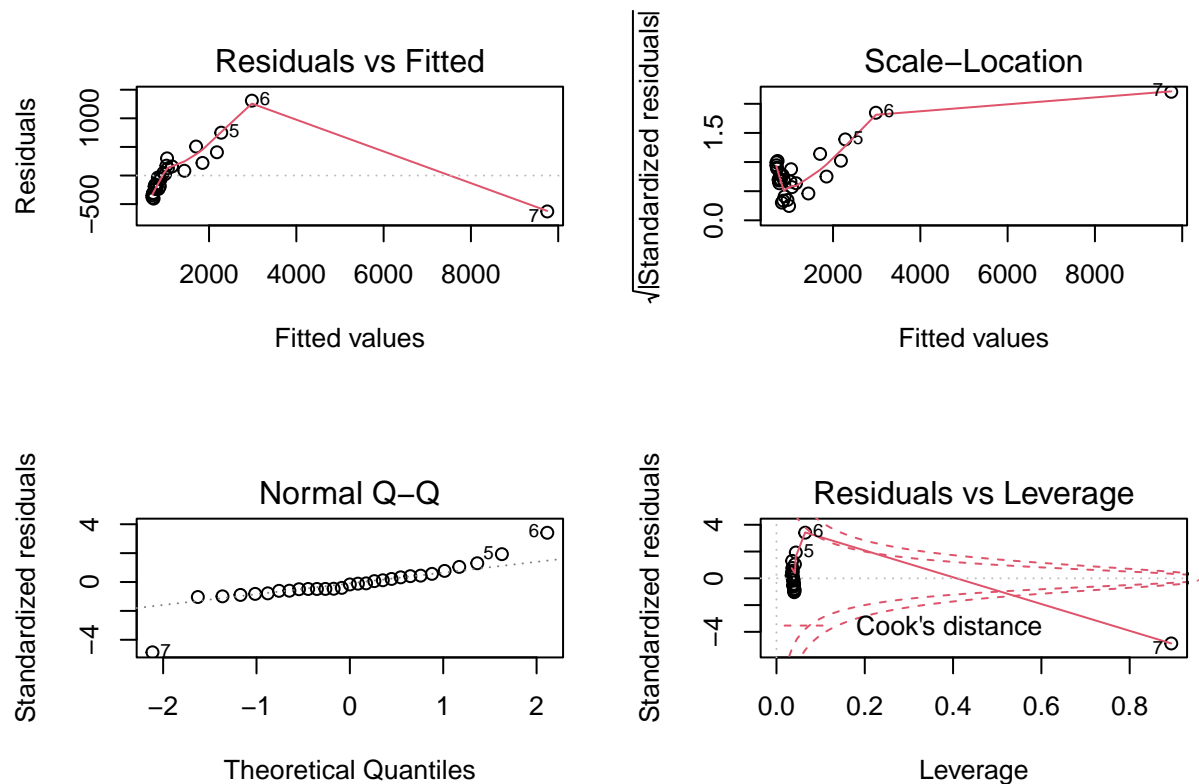 Residuals vs Fitted
Residuals
1000
−500
6
5
7
2000 4000 6000 8000
Fitted values
Scale−Location
√|Standardized residuals|
1.5
0.0
7
6
5
2000 4000 6000 8000
Fitted values
Normal Q−Q
Standardized residuals
4
0
−4
6
5
7
−2 −1 0 1 2
Theoretical Quantiles
Residuals vs Leverage
Standardized residuals
4
0
−4
6
5
Cook's distance
7
0.0 0.2 0.4 0.6 0.8
Leverage